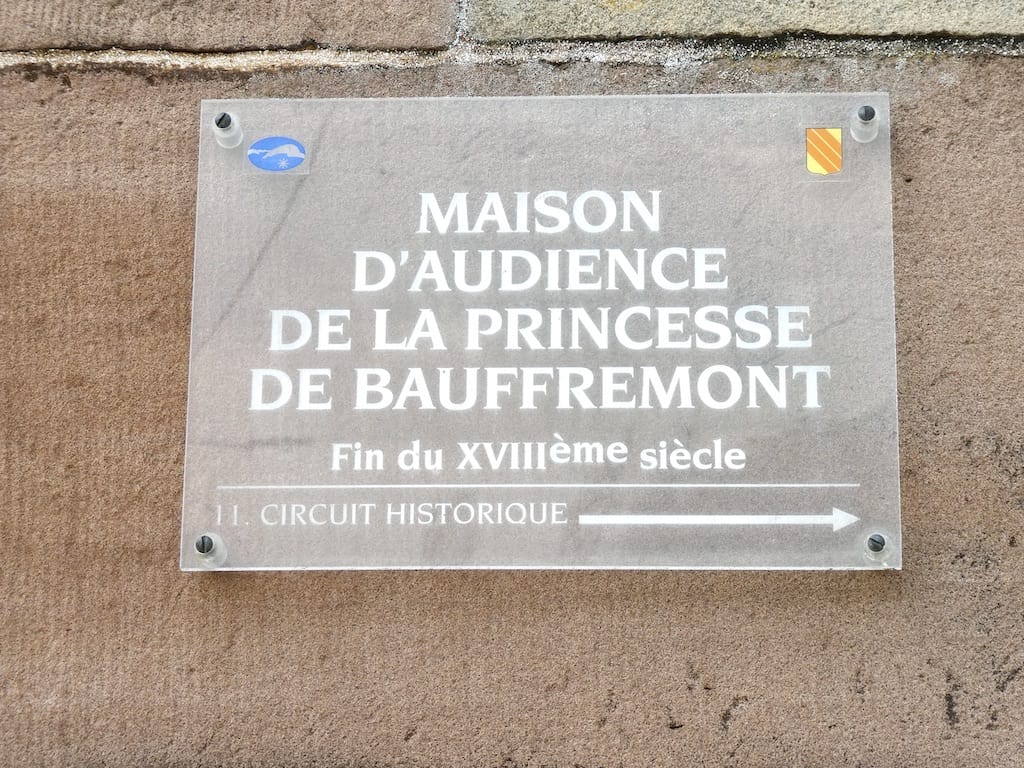 MAISON
D'AUDIENCE
DE LA PRINCESSE
DE BAUFFREMONT
Fin du XVIIIème siècle
11. CIRCUIT HISTORIQUE